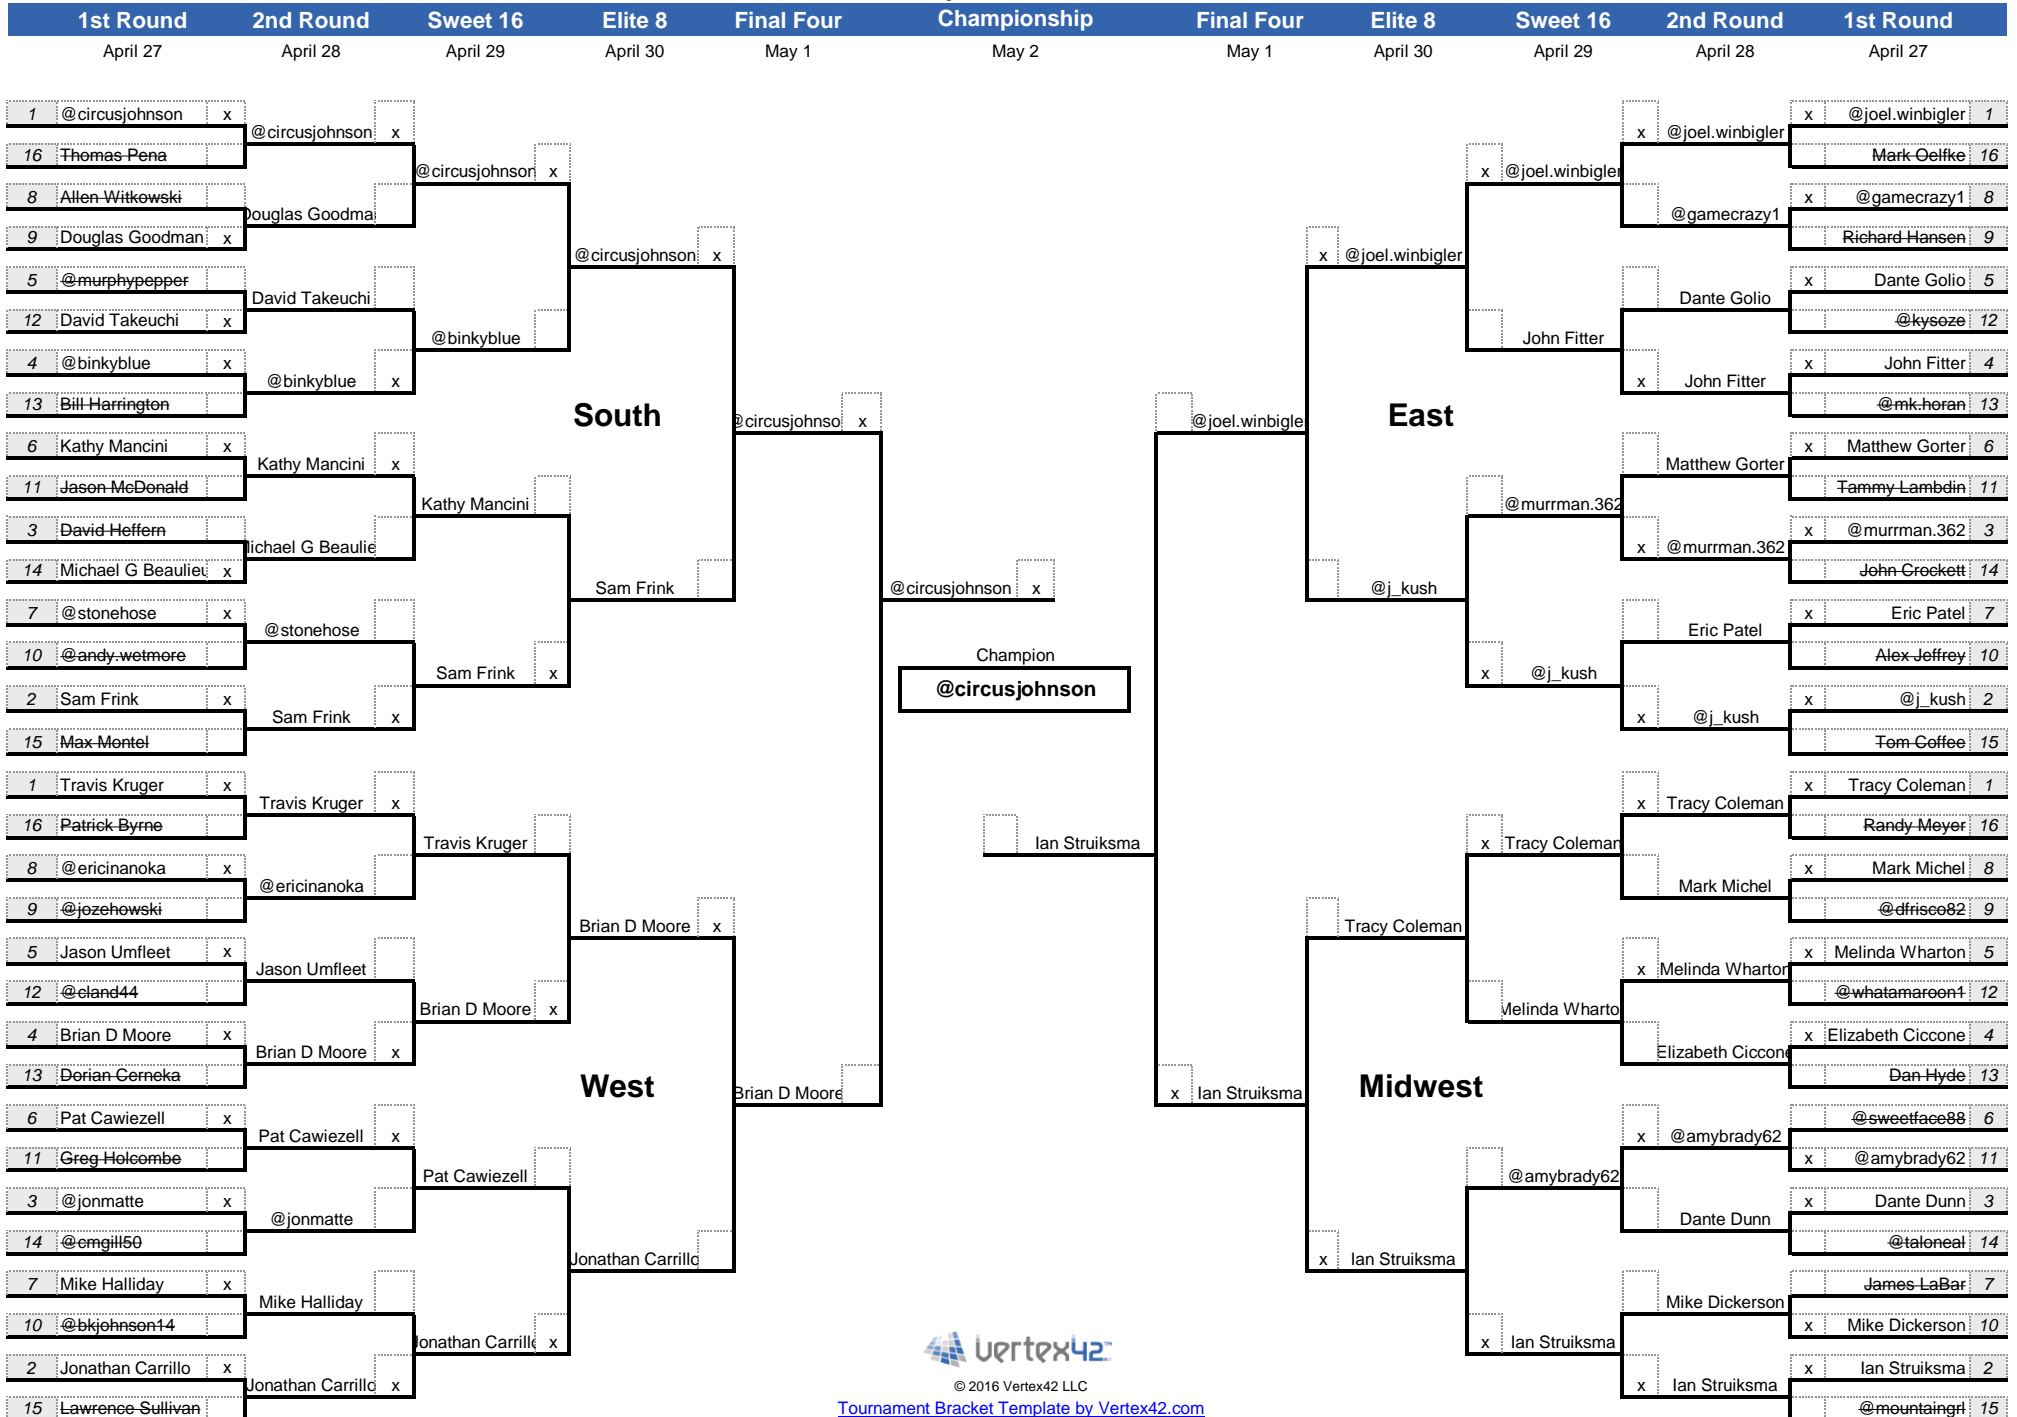 1st Round 2nd Round Sweet 16 Elite 8 Final Four Championship Final Four Elite 8 Sweet 16 2nd Round 1st Round
April 27 April 28 April 29 April 30 May 1 May 2 May 1 April 30 April 29 April 28 April 27
1 @circusjohnson x x @joel.winbigler 1
@circusjohnson x x @joel.winbigler
16 Thomas Pena Mark Oelfke 16
@circusjohnson x x @joel.winbigler
8 Allen Witkowski x @gamecrazy1 8
Douglas Goodma @gamecrazy1
9 Douglas Goodman x Richard Hansen 9
@circusjohnson x x @joel.winbigler
5 @murphypepper x Dante Golio 5
David Takeuchi Dante Golio
12 David Takeuchi x @kysoze 12
@binkyblue John Fitter
4 @binkyblue x x John Fitter 4
@binkyblue x x John Fitter
13 Bill Harrington @mk.horan 13
South East
@circusjohnso x @joel.winbigle
6 Kathy Mancini x x Matthew Gorter 6
Kathy Mancini x Matthew Gorter
11 Jason McDonald Tammy Lambdin 11
Kathy Mancini @murrman.362
3 David Heffern x @murrman.362 3
ichael G Beaulie x @murrman.362
14 Michael G Beaulieu x John Crockett 14
Sam Frink @circusjohnson x @j_kush
7 @stonehose x x Eric Patel 7
@stonehose Eric Patel
10 @andy.wetmore Champion Alex Jeffrey 10
Sam Frink x x @j_kush
@circusjohnson
2 Sam Frink x x @j_kush 2
Sam Frink x x @j_kush
15 Max Montel Tom Coffee 15
1 Travis Kruger x x Tracy Coleman 1
Travis Kruger x x Tracy Coleman
16 Patrick Byrne Randy Meyer 16
Travis Kruger Ian Struiksma x Tracy Coleman
8 @ericinanoka x x Mark Michel 8
@ericinanoka Mark Michel
9 @jozehowski @dfrisco82 9
Brian D Moore x Tracy Coleman
5 Jason Umfleet x x Melinda Wharton 5
Jason Umfleet x Melinda Wharton
12 @cland44 @whatamaroon1 12
Brian D Moore x Melinda Wharto
4 Brian D Moore x x Elizabeth Ciccone 4
Brian D Moore x Elizabeth Ciccone
13 Dorian Cerneka Dan Hyde 13
West Midwest
Brian D Moore x Ian Struiksma
6 Pat Cawiezell x @sweetface88 6
Pat Cawiezell x x @amybrady62
11 Greg Holcombe x @amybrady62 11
Pat Cawiezell @amybrady62
3 @jonmatte x x Dante Dunn 3
@jonmatte Dante Dunn
14 @cmgill50 @taloneal 14
Jonathan Carrillo x Ian Struiksma
7 Mike Halliday x James LaBar 7
Mike Halliday Mike Dickerson
10 @bkjohnson14 x Mike Dickerson 10
Jonathan Carrillo x vertex42™ x Ian Struiksma
2 Jonathan Carrillo x x Ian Struiksma 2
Jonathan Carrillo x © 2016 Vertex42 LLC x Ian Struiksma
15 Lawrence Sullivan Tournament Bracket Template by Vertex42.com @mountaingrl 15